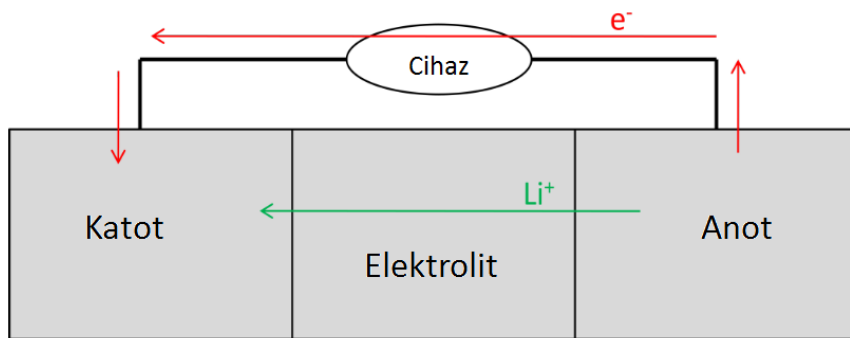 e⁻
Cihaz
Li⁺
Katot
Elektrolit
Anot